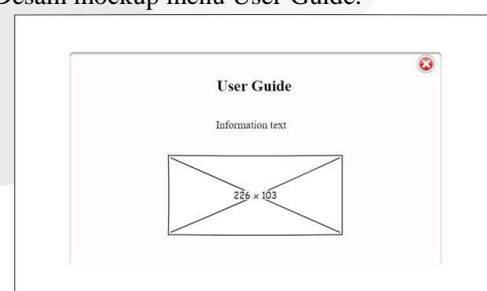 Desain mockup menu User Guide.
User Guide
Information text
226 x 103